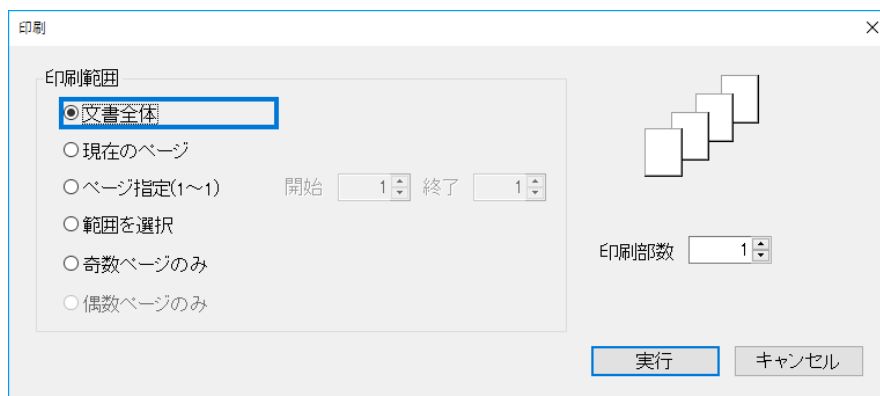 印刷
印刷範囲
文書全体
現在のページ
ページ指定(1～1) 開始 1 終了 1
範囲を選択
奇数ページのみ
偶数ページのみ
印刷部数 1
実行 キャンセル